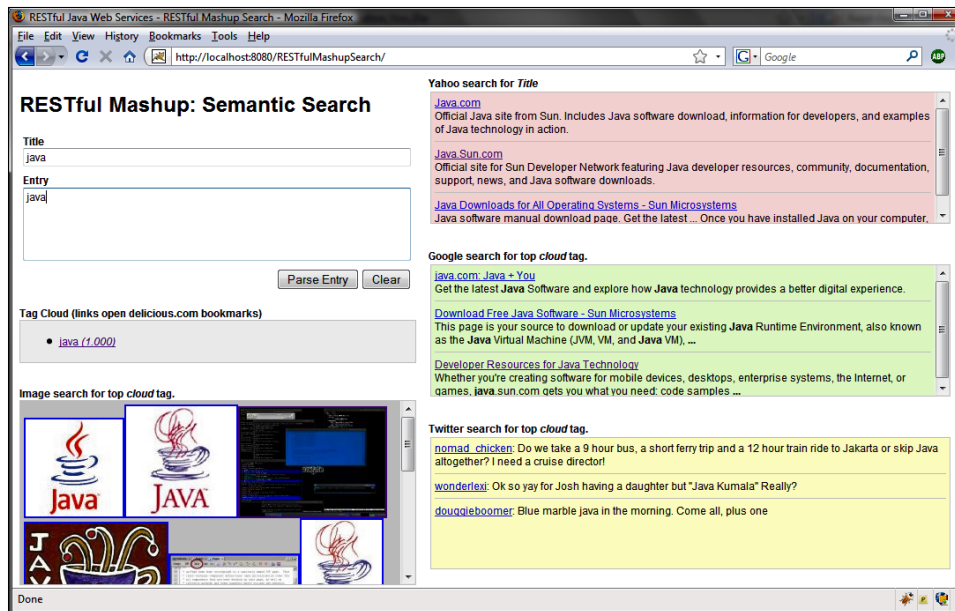 RESTful Java Web Services - RESTful Mashup Search - Mozilla Firefox
File Edit View History Bookmarks Tools Help
http://localhost:8080/RESTfulMashupSearch/
G Google
ABP
RESTful Mashup: Semantic Search
Title
java
Entry
java
Parse Entry Clear
Tag Cloud (links open delicious.com bookmarks)
java (1.000)
Image search for top cloud tag.
Java
JAVA
JAV
Yahoo search for Title
Java.com
Official Java site from Sun. Includes Java software download, information for developers, and examples
of Java technology in action.
Java.Sun.com
Official site for Sun Developer Network featuring Java developer resources, community, documentation,
support, news, and Java software downloads.
Java Downloads for All Operating Systems - Sun Microsystems
Java software manual download page. Get the latest ... Once you have installed Java on your computer,
Google search for top cloud tag.
java.com: Java + You
Get the latest Java Software and explore how Java technology provides a better digital experience.
Download Free Java Software - Sun Microsystems
This page is your source to download or update your existing Java Runtime Environment, also known
as the Java Virtual Machine (JVM, VM, and Java VM), ...
Developer Resources for Java Technology
Whether you're creating software for mobile devices, desktops, enterprise systems, the Internet, or
games, java.sun.com gets you what you need: code samples ...
Twitter search for top cloud tag.
nomad_chicken: Do we take a 9 hour bus, a short ferry trip and a 12 hour train ride to Jakarta or skip Java
altogether? I need a cruise director!
wonderlexi: Ok so yay for Josh having a daughter but "Java Kumala" Really?
douggieboomer: Blue marble java in the morning. Come all, plus one
Done